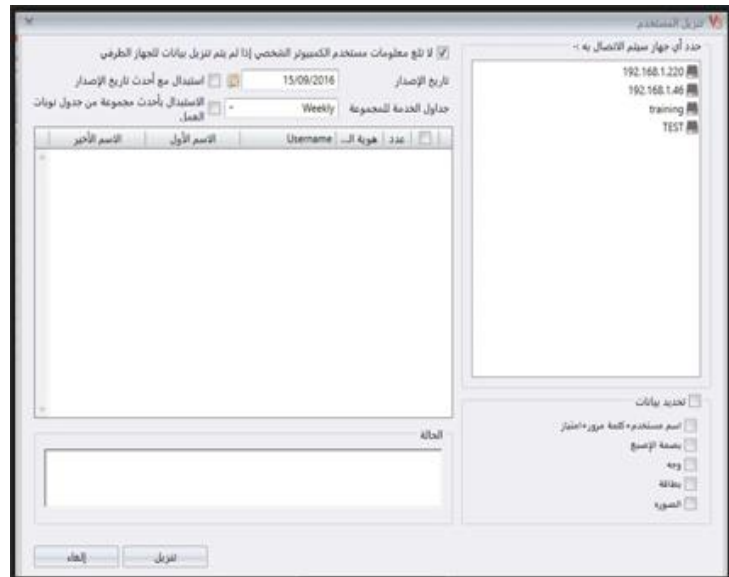 تنزيل المستخدم
حدد أي جهاز سيتم الاتصال به :-
192.168.1.220
192.168.1.46
training
TEST
تحديد بيانات
اسم مستخدم+كلمة مرور+امتياز
بصمة الإصبع
وجه
بطاقة
الصوره
لا تلغ معلومات مستخدم الكمبيوتر الشخصي إذا لم يتم تنزيل بيانات للجهاز الطرفي
تاريخ الإصدار 15/09/2016 استبدال مع أحدث تاريخ الإصدار
جداول الخدمة للمجموعة Weekly الاستبدال بأحدث مجموعة من جدول نوبات
العمل
عدد هوية الـ... Username الاسم الأول الاسم الأخير
الحالة
تنزيل إلغاء